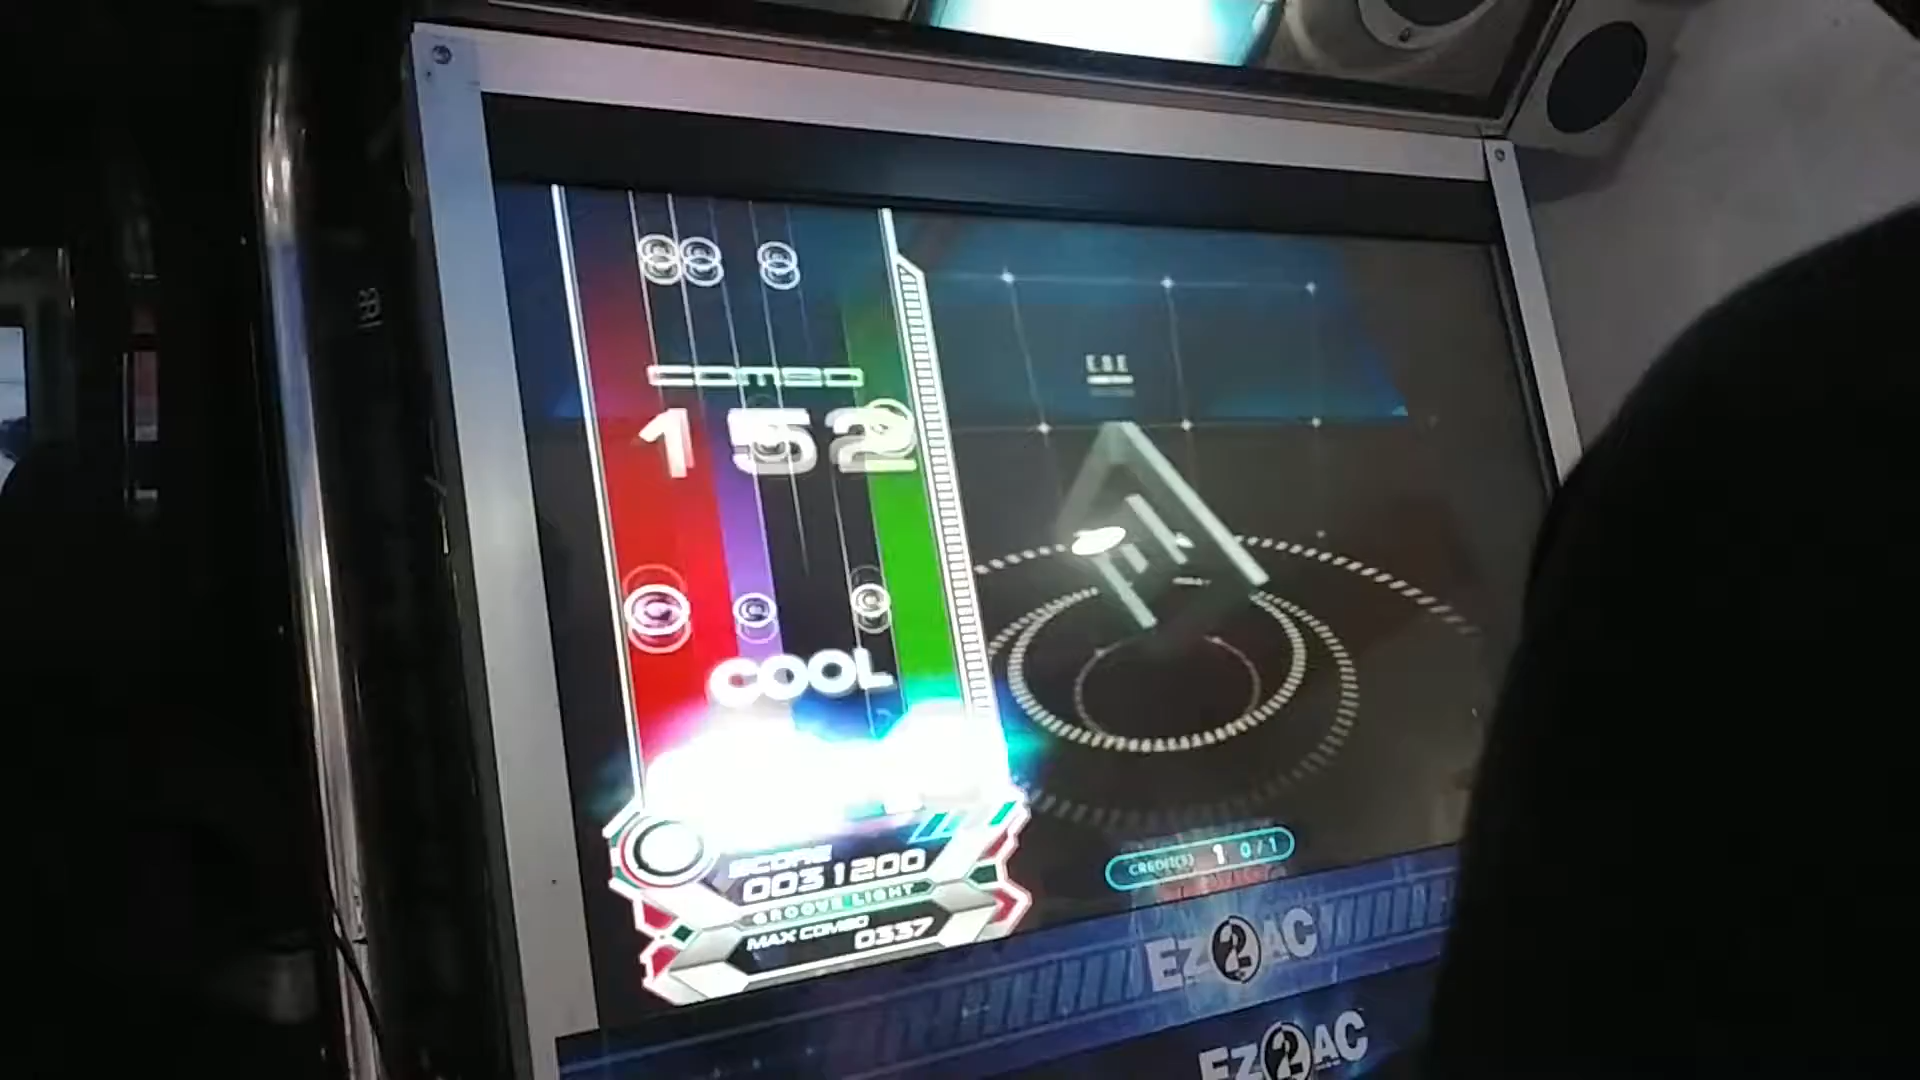 COMBO
152
COOL
SCORE
0031200
GROOVE LIGHT
MAX COMBO
0337
CREDIT(S) 1 0/1
EZ2AC
EZ2AC